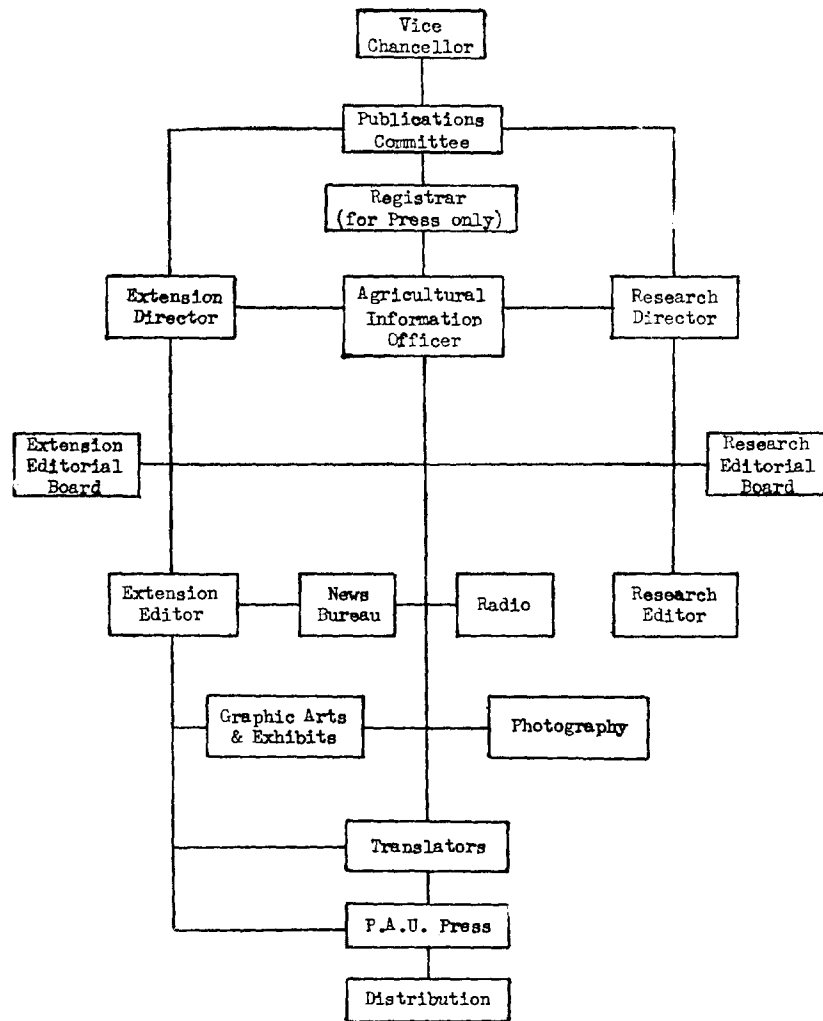 Vice
Chancellor
Publications
Committee
Registrar
(for Press only)
Extension
Director
Agricultural
Information
Officer
Research
Director
Extension
Editorial
Board
Research
Editorial
Board
Extension
Editor
News
Bureau
Radio
Research
Editor
Graphic Arts
& Exhibits
Photography
Translators
P.A.U. Press
Distribution